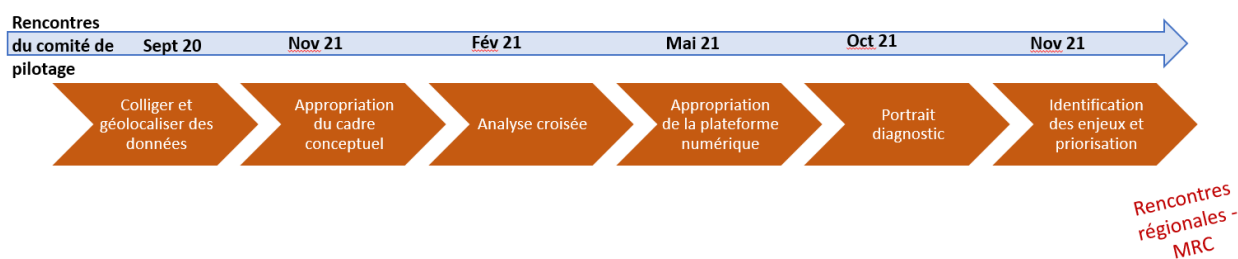 Rencontres
du comité de
pilotage
Sept 20
Nov 21
Fév 21
Mai 21
Oct 21
Nov 21
Colliger et
géolocaliser des
données
Appropriation
du cadre
conceptuel
Analyse croisée
Appropriation
de la plateforme
numérique
Portrait
diagnostic
Identification
des enjeux et
priorisation
Rencontres
régionales -
MRC